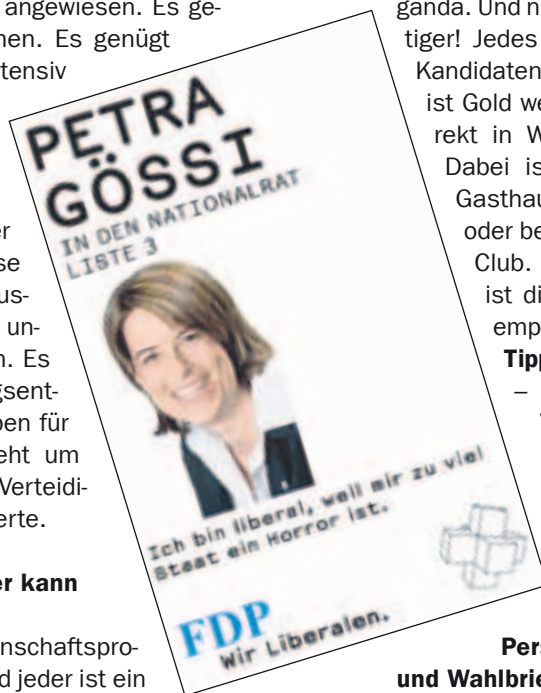 angewiesen. Es ge-
Es genügt
tensiv
er
se
us-
un-
n. Es
gsent-
ben für
eht um
Verteidi-
erte.
er kann
nschaftspro-
d jeder ist ein
PETRA
GÖSSI
IN DEN NATIONALRAT
LISTE 3
Ich bin liberal, weil mir zu viel
Staat ein Horror ist.
FDP
Wir Liberalen.
ganda. Und n
tiger! Jedes
Kandidaten
ist Gold we
rekt in W
Dabei is
Gasthau
oder be
Club.
ist di
emp
Tipp
–
Pers
und Wahlbrie